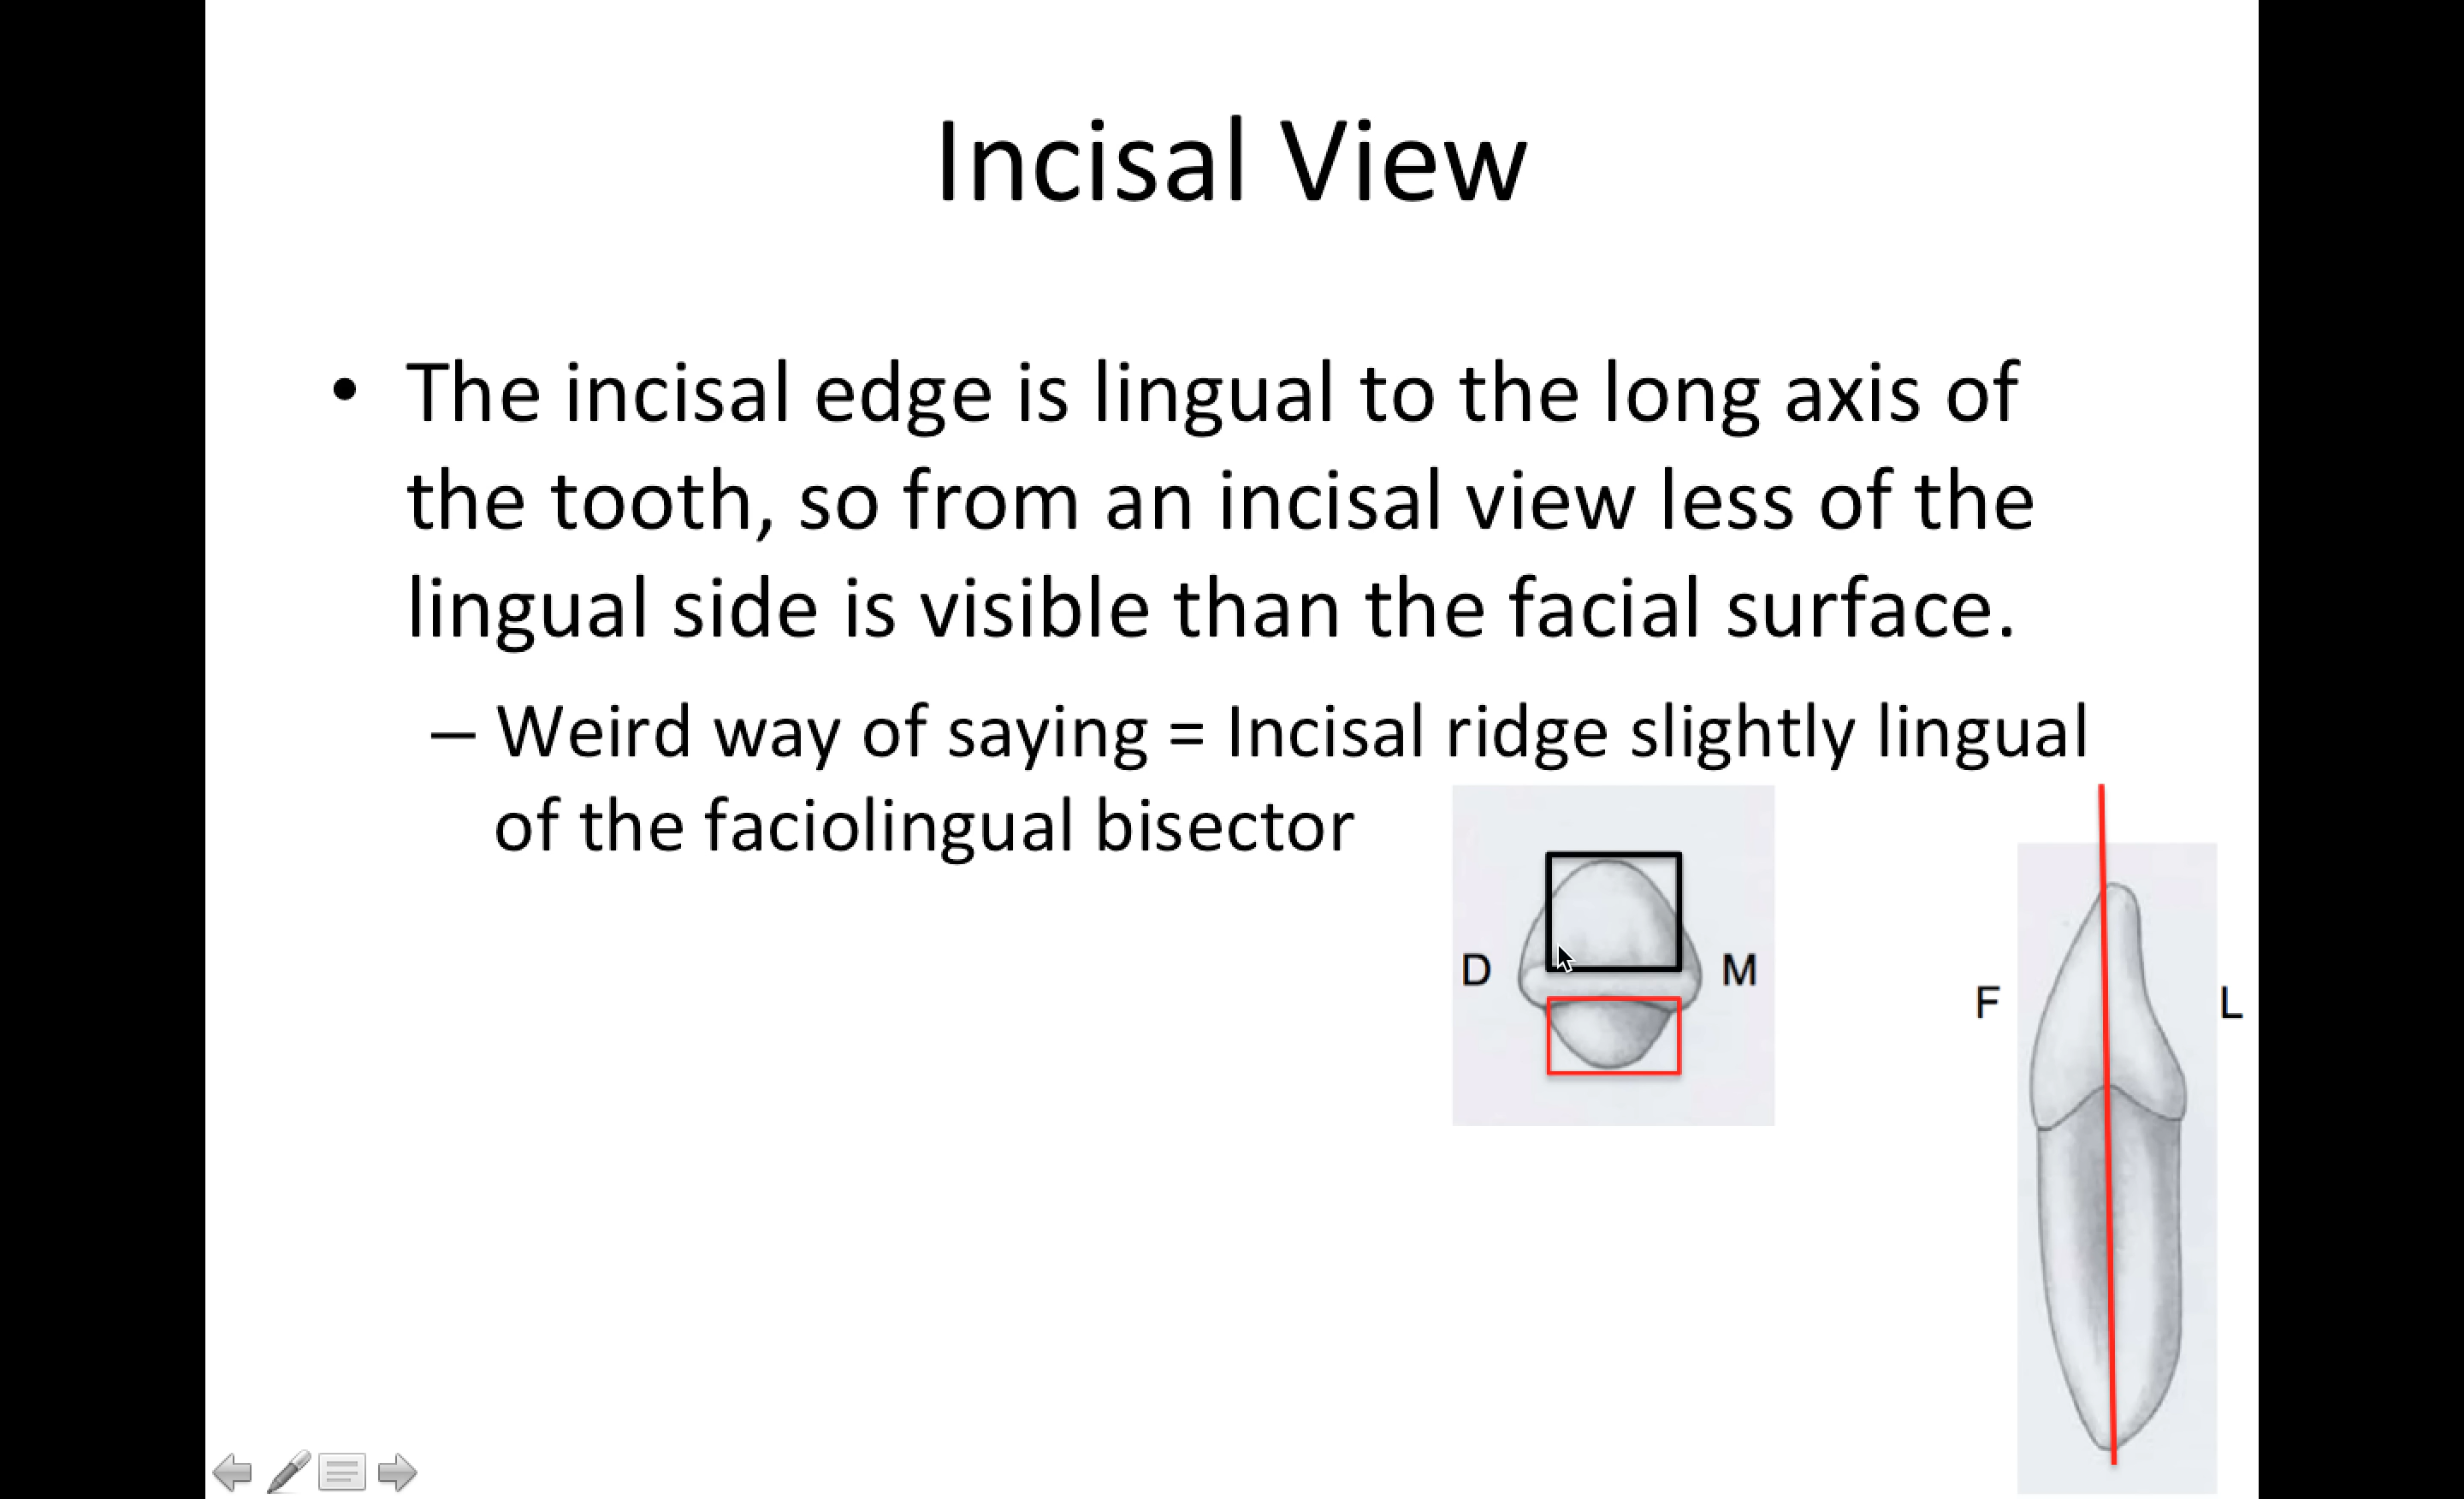 Incisal View
• The incisal edge is lingual to the long axis of
the tooth, so from an incisal view less of the
lingual side is visible than the facial surface.
– Weird way of saying = Incisal ridge slightly lingual
of the faciolingual bisector
D
M
F
L